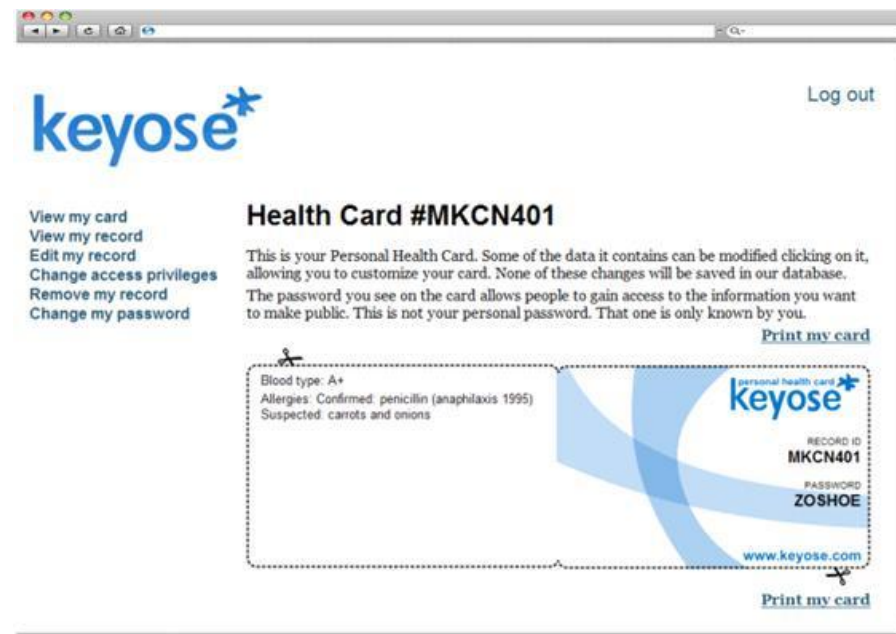 keyose
Log out
View my card
View my record
Edit my record
Change access privileges
Remove my record
Change my password
Health Card #MKCN401
This is your Personal Health Card. Some of the data it contains can be modified clicking on it,
allowing you to customize your card. None of these changes will be saved in our database.
The password you see on the card allows people to gain access to the information you want
to make public. This is not your personal password. That one is only known by you.
Print my card
Blood type: A+
Allergies: Confirmed: penicillin (anaphilaxis 1995)
Suspected: carrots and onions
personal health card
keyose
RECORD ID
MKCN401
PASSWORD
ZOSHOE
www.keyose.com
Print my card